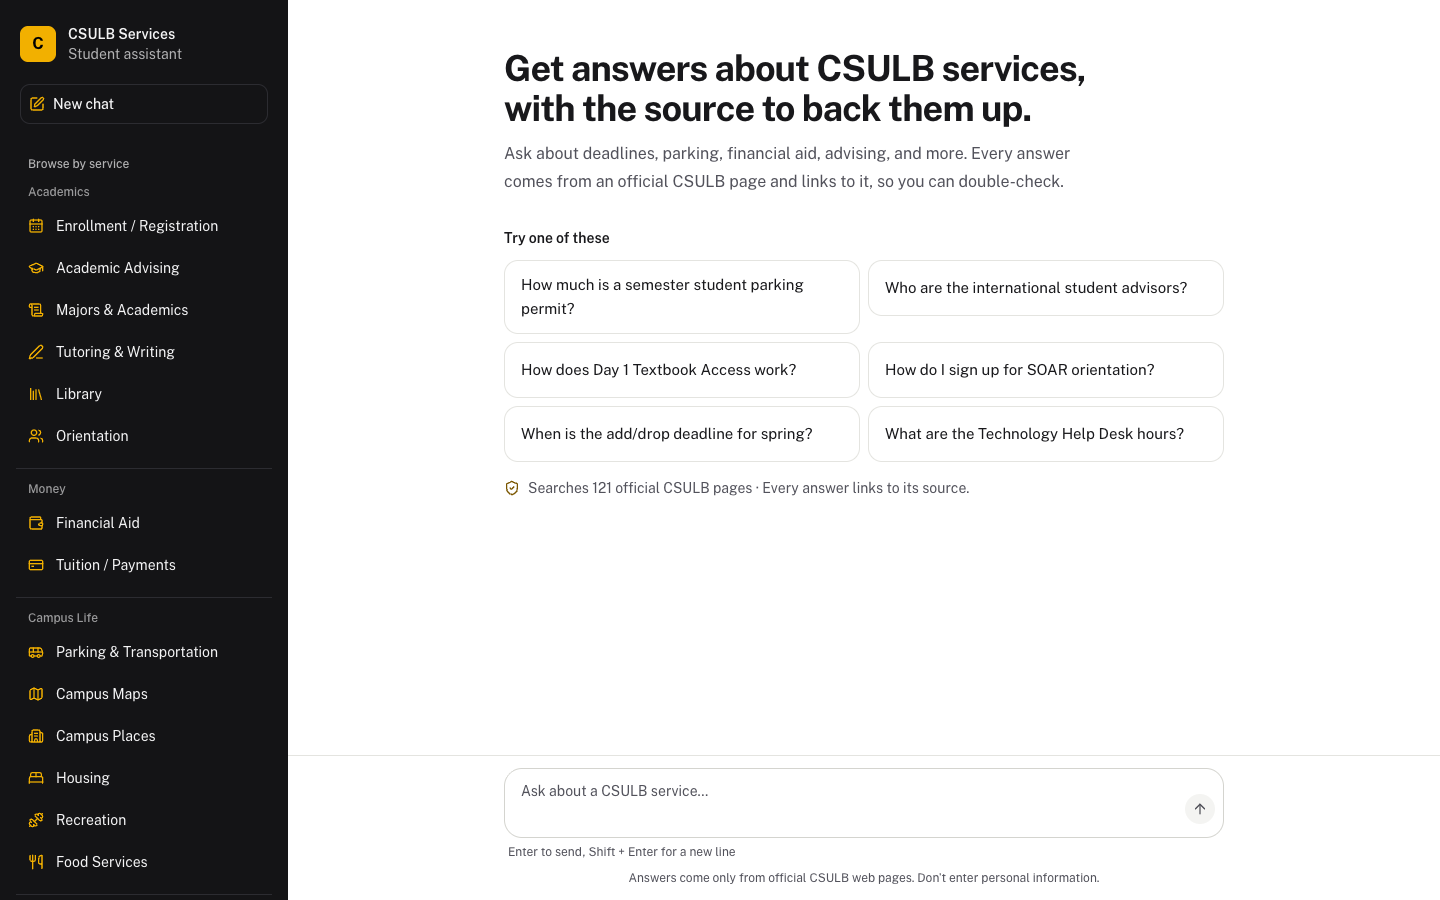 C
CSULB Services
Student assistant
New chat
Browse by service
Academics
Enrollment / Registration
Academic Advising
Majors & Academics
Tutoring & Writing
Library
Orientation
Money
Financial Aid
Tuition / Payments
Campus Life
Parking & Transportation
Campus Maps
Campus Places
Housing
Recreation
Food Services
Get answers about CSULB services,
with the source to back them up.
Ask about deadlines, parking, financial aid, advising, and more. Every answer
comes from an official CSULB page and links to it, so you can double-check.
Try one of these
How much is a semester student parking
permit?
Who are the international student advisors?
How does Day 1 Textbook Access work?
How do I sign up for SOAR orientation?
When is the add/drop deadline for spring?
What are the Technology Help Desk hours?
Searches 121 official CSULB pages · Every answer links to its source.
Ask about a CSULB service...
Enter to send, Shift + Enter for a new line
Answers come only from official CSULB web pages. Don't enter personal information.